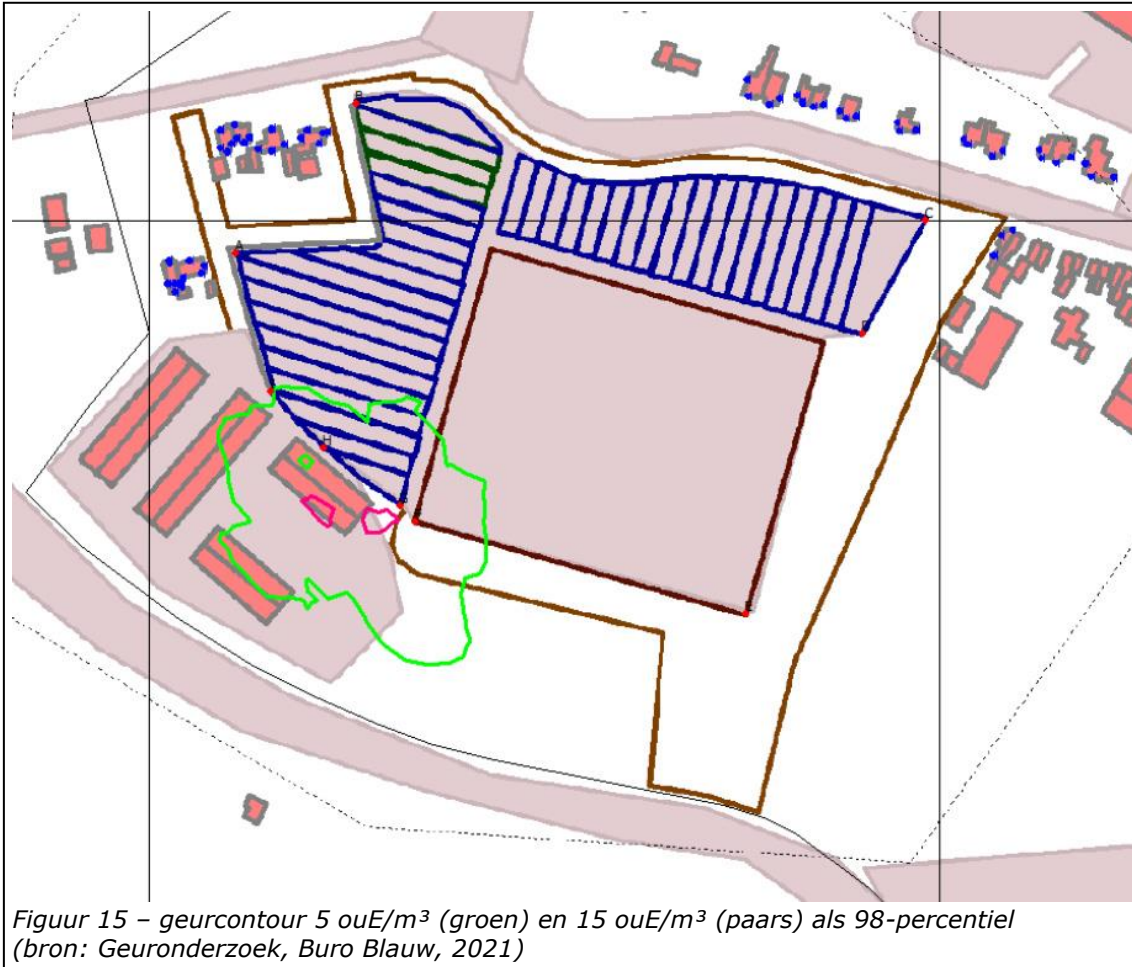 B
C
A
H
E
Figuur 15 – geurcontour 5 ouE/m³ (groen) en 15 ouE/m³ (paars) als 98-percentiel
(bron: Geuronderzoek, Buro Blauw, 2021)